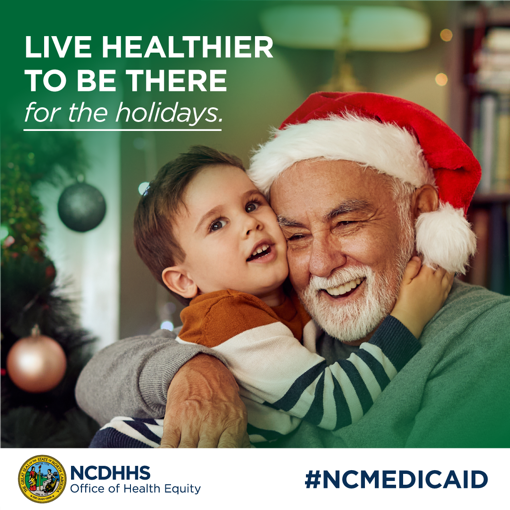 LIVE HEALTHIER
TO BE THERE
for the holidays.
NCDHHS
Office of Health Equity
#NCMEDICAID